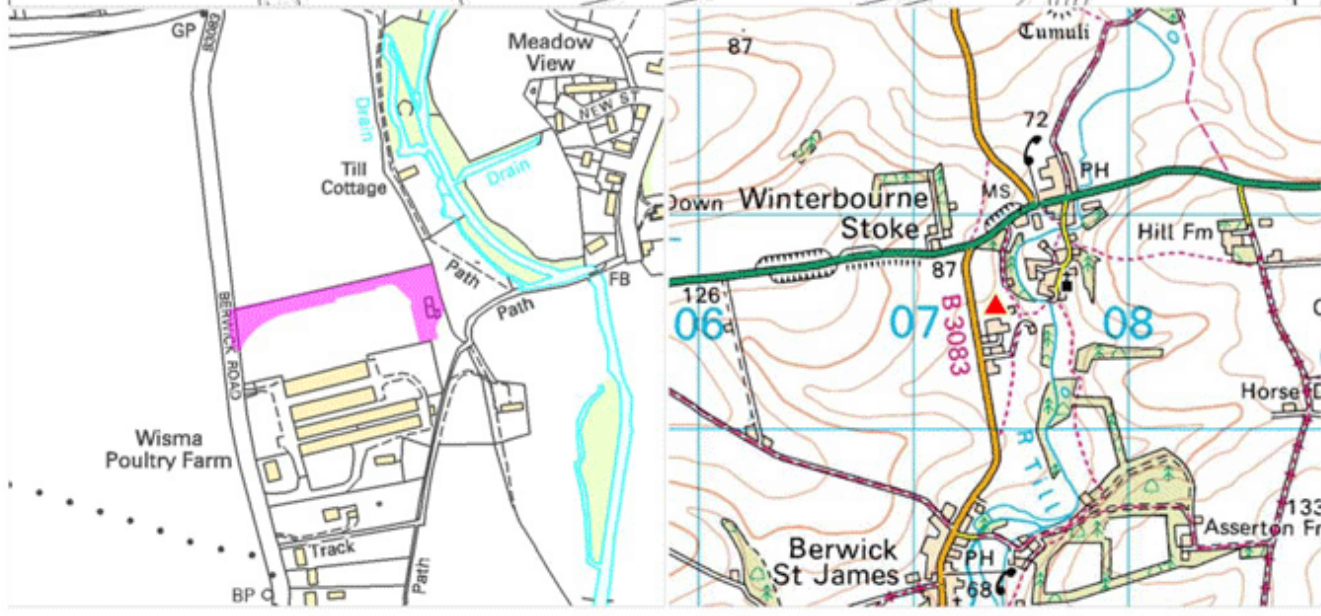 GP
B3083
Meadow
View
NEW ST
Drain
Till
Cottage
Drain
Path
FB
Path
BERWICK ROAD
Wisma
Poultry Farm
Track
Path
BP
Tumuli
87
72
PH
Down
Winterbourne
Stoke
MS
Hill Fm
87
126
06
07
08
B 3083
Horse D
R Till
133
Asserton Fr
Berwick
St James
PH
68